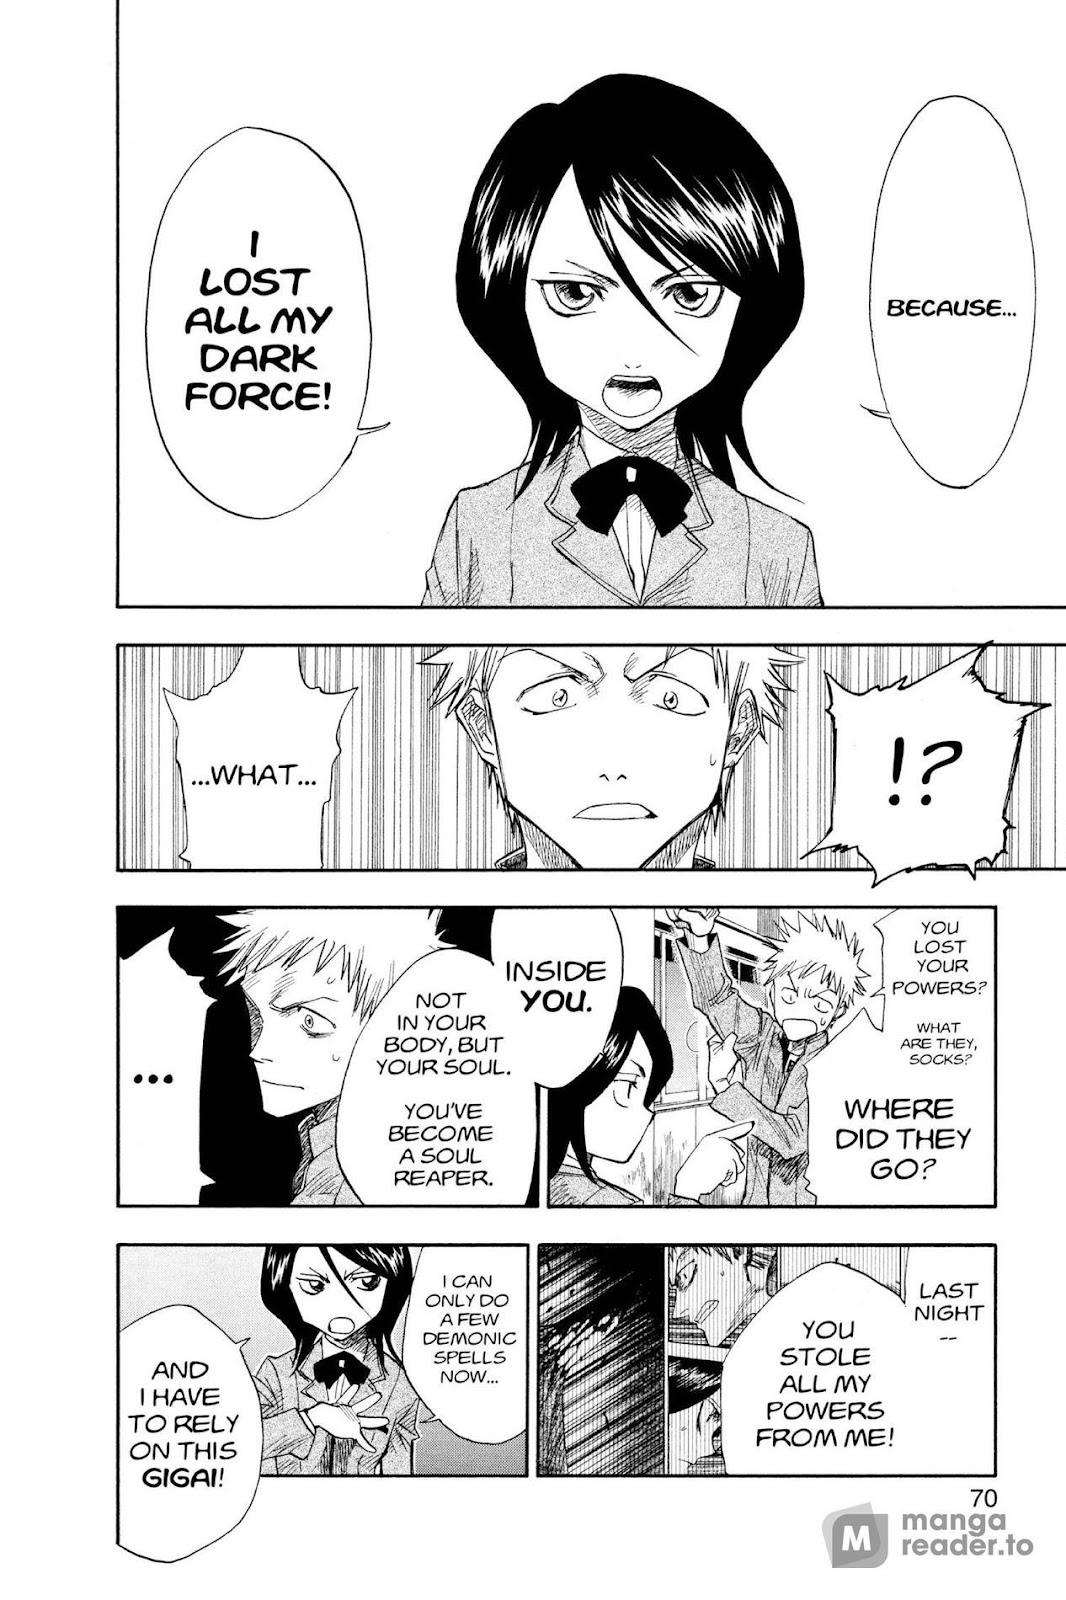 BECAUSE...
I
LOST
ALL MY
DARK
FORCE!
!?
...WHAT...
YOU
LOST
YOUR
POWERS?
WHAT
ARE THEY,
SOCKS?
WHERE
DID THEY
GO?
INSIDE
YOU.
NOT
IN YOUR
BODY, BUT
YOUR SOUL.
YOU'VE
BECOME
A SOUL
REAPER.
...
LAST
NIGHT
--
YOU
STOLE
ALL MY
POWERS
FROM ME!
I CAN
ONLY DO
A FEW
DEMONIC
SPELLS
NOW...
AND
I HAVE
TO RELY
ON THIS
GIGAI!
70
M
manga
reader.to